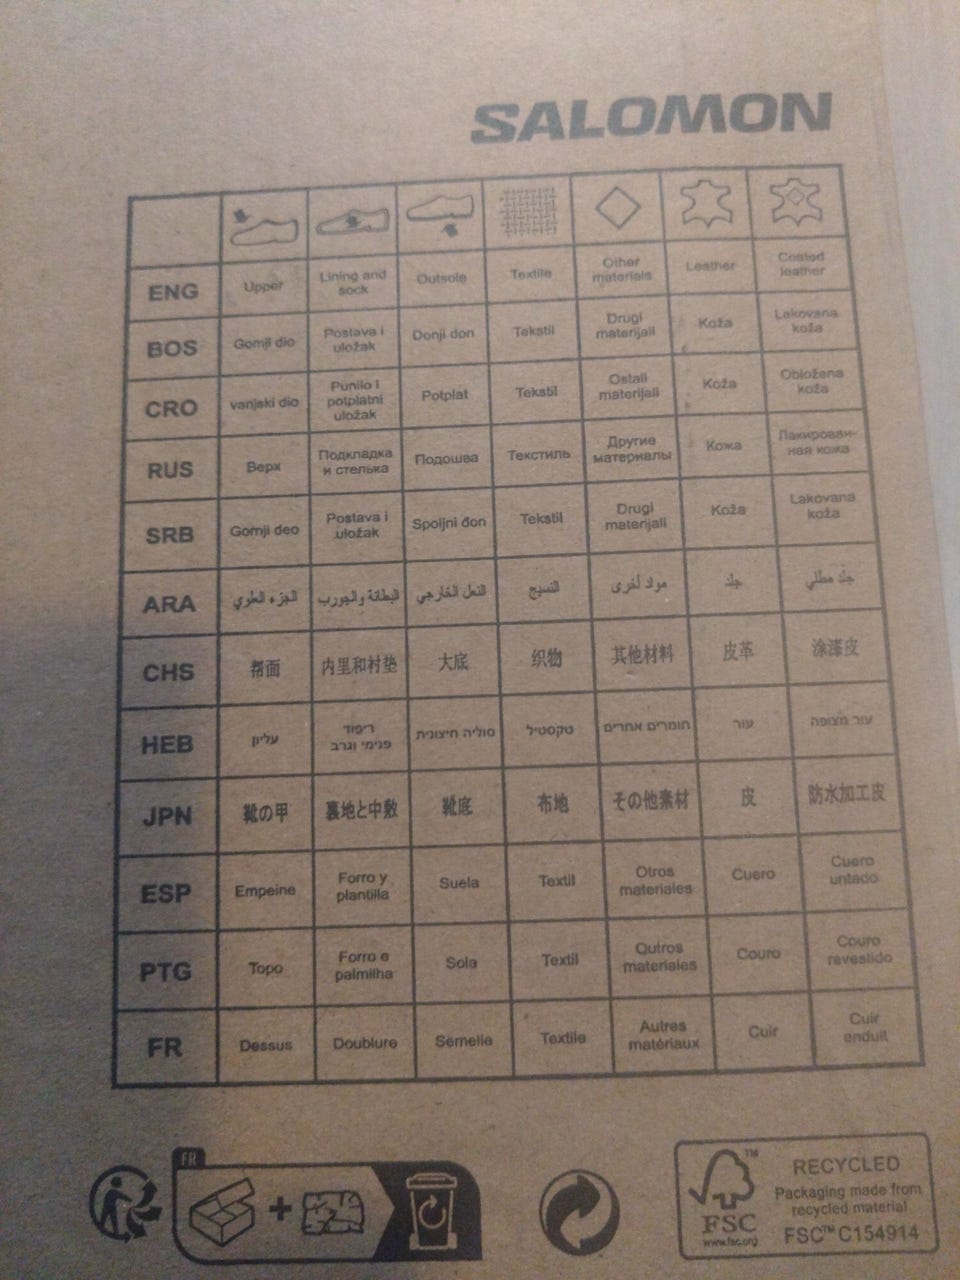 SALOMON
ENG Upper Lining and sock Outsole Textile Other materials Leather Coated leather
BOS Gornji dio Postava i uložak Donji don Tekstil Drugi materijali Koža Lakovana koža
CRO vanjski dio Punilo i potplatni uložak Potplat Tekstil Ostali materijali Koža Obložena koža
RUS Верх Подкладка и стелька Подошва Текстиль Другие материалы Кожа Лакирован-ная кожа
SRB Gornji deo Postava i uložak Spoljni đon Tekstil Drugi materijali Koža Lakovana koža
ARA الجزء العلوي البطانة والجورب النعل الخارجي النسيج مواد أخرى جلد جلد مطلي
CHS 帮面 内里和衬垫 大底 织物 其他材料 皮革 涂漆皮
HEB עליון ריפוד פנימי וגרב סוליה חיצונית טקסטיל חומרים אחרים עור עור מצופה
JPN 靴の甲 裏地と中敷 靴底 布地 その他素材 皮 防水加工皮
ESP Empeine Forro y plantilla Suela Textil Otros materiales Cuero Cuero untado
PTG Topo Forro e palmilha Sola Textil Outros materiales Couro Couro revestido
FR Dessus Doublure Semelle Textile Autres matériaux Cuir Cuir enduit
FR
FSC™
www.fsc.org
RECYCLED
Packaging made from
recycled material
FSC™ C154914